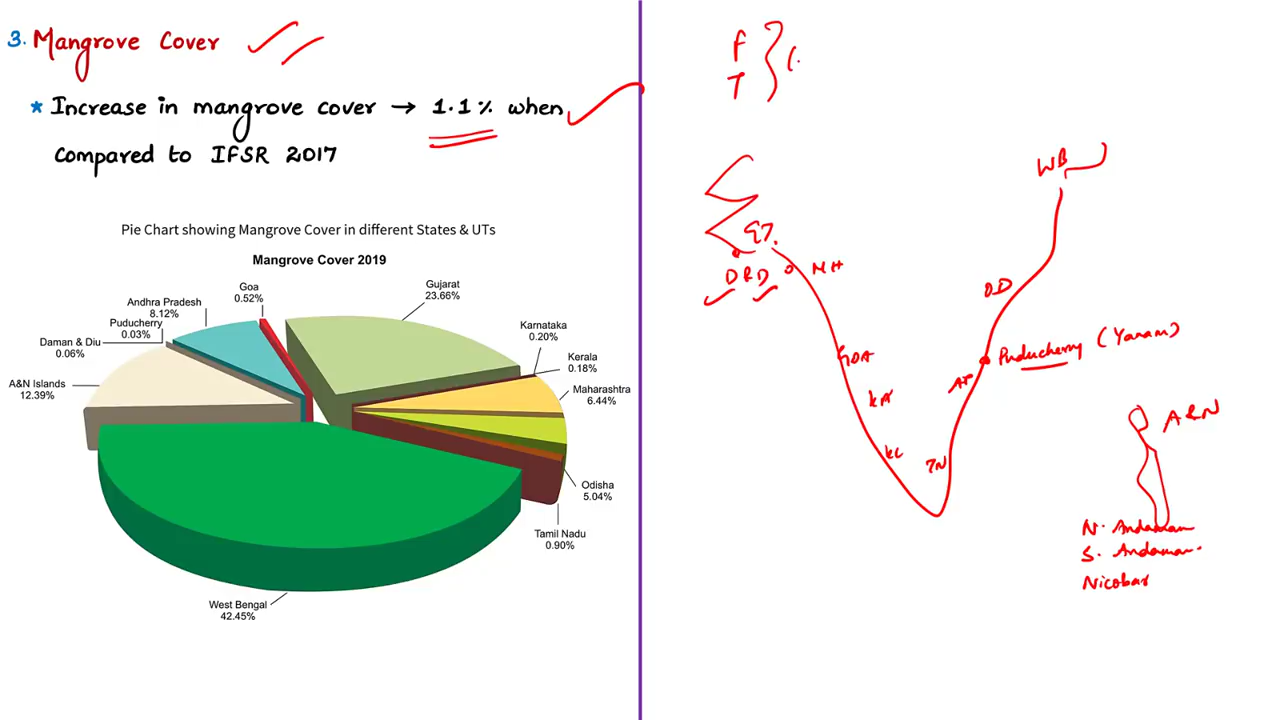 3. Mangrove Cover
* Increase in mangrove cover → 1.1% when
compared to IFSR 2017
Pie Chart showing Mangrove Cover in different States & UTs
Mangrove Cover 2019
Goa
0.52%
Gujarat
23.66%
Andhra Pradesh
8.12%
Puducherry
0.03%
Daman & Diu
0.06%
A&N Islands
12.39%
Karnataka
0.20%
Kerala
0.18%
Maharashtra
6.44%
Odisha
5.04%
Tamil Nadu
0.90%
West Bengal
42.45%
F
T
WB
DRD
MH
OD
Puducherry (Yanam)
GOA
AP
KA
KL
TN
A&N
N. Andaman
S. Andaman
Nicobar